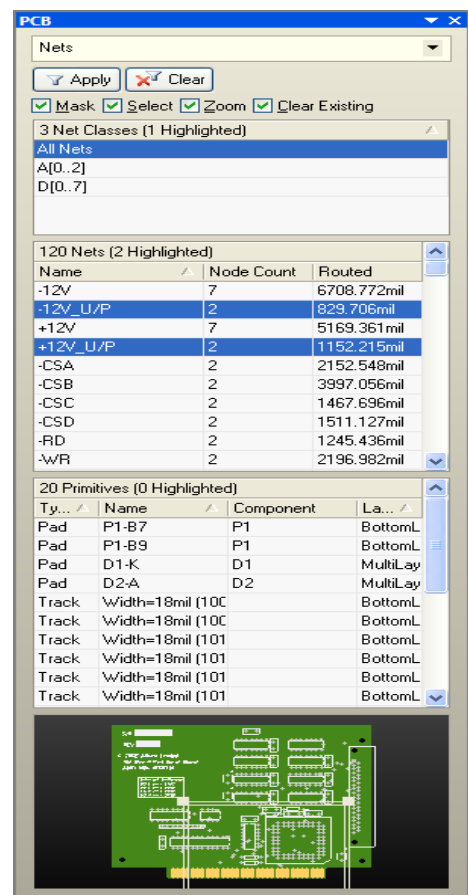 PCB
Nets
Apply Clear
Mask Select Zoom Clear Existing
3 Net Classes (1 Highlighted)
All Nets
A[0..2]
D[0..7]
120 Nets (2 Highlighted)
Name Node Count Routed
-12V 7 6708.772mil
-12V_U/P 2 829.706mil
+12V 7 5169.361mil
+12V_U/P 2 1152.215mil
-CSA 2 2152.548mil
-CSB 2 3997.056mil
-CSC 2 1467.696mil
-CSD 2 1511.127mil
-RD 2 1245.436mil
-WR 2 2196.982mil
20 Primitives (0 Highlighted)
Ty... Name Component La...
Pad P1-B7 P1 BottomL
Pad P1-B9 P1 BottomL
Pad D1-K D1 MultiLay
Pad D2-A D2 MultiLay
Track Width=18mil (100 BottomL
Track Width=18mil (100 BottomL
Track Width=18mil (101 BottomL
Track Width=18mil (101 BottomL
Track Width=18mil (101 BottomL
Track Width=18mil (101 BottomL